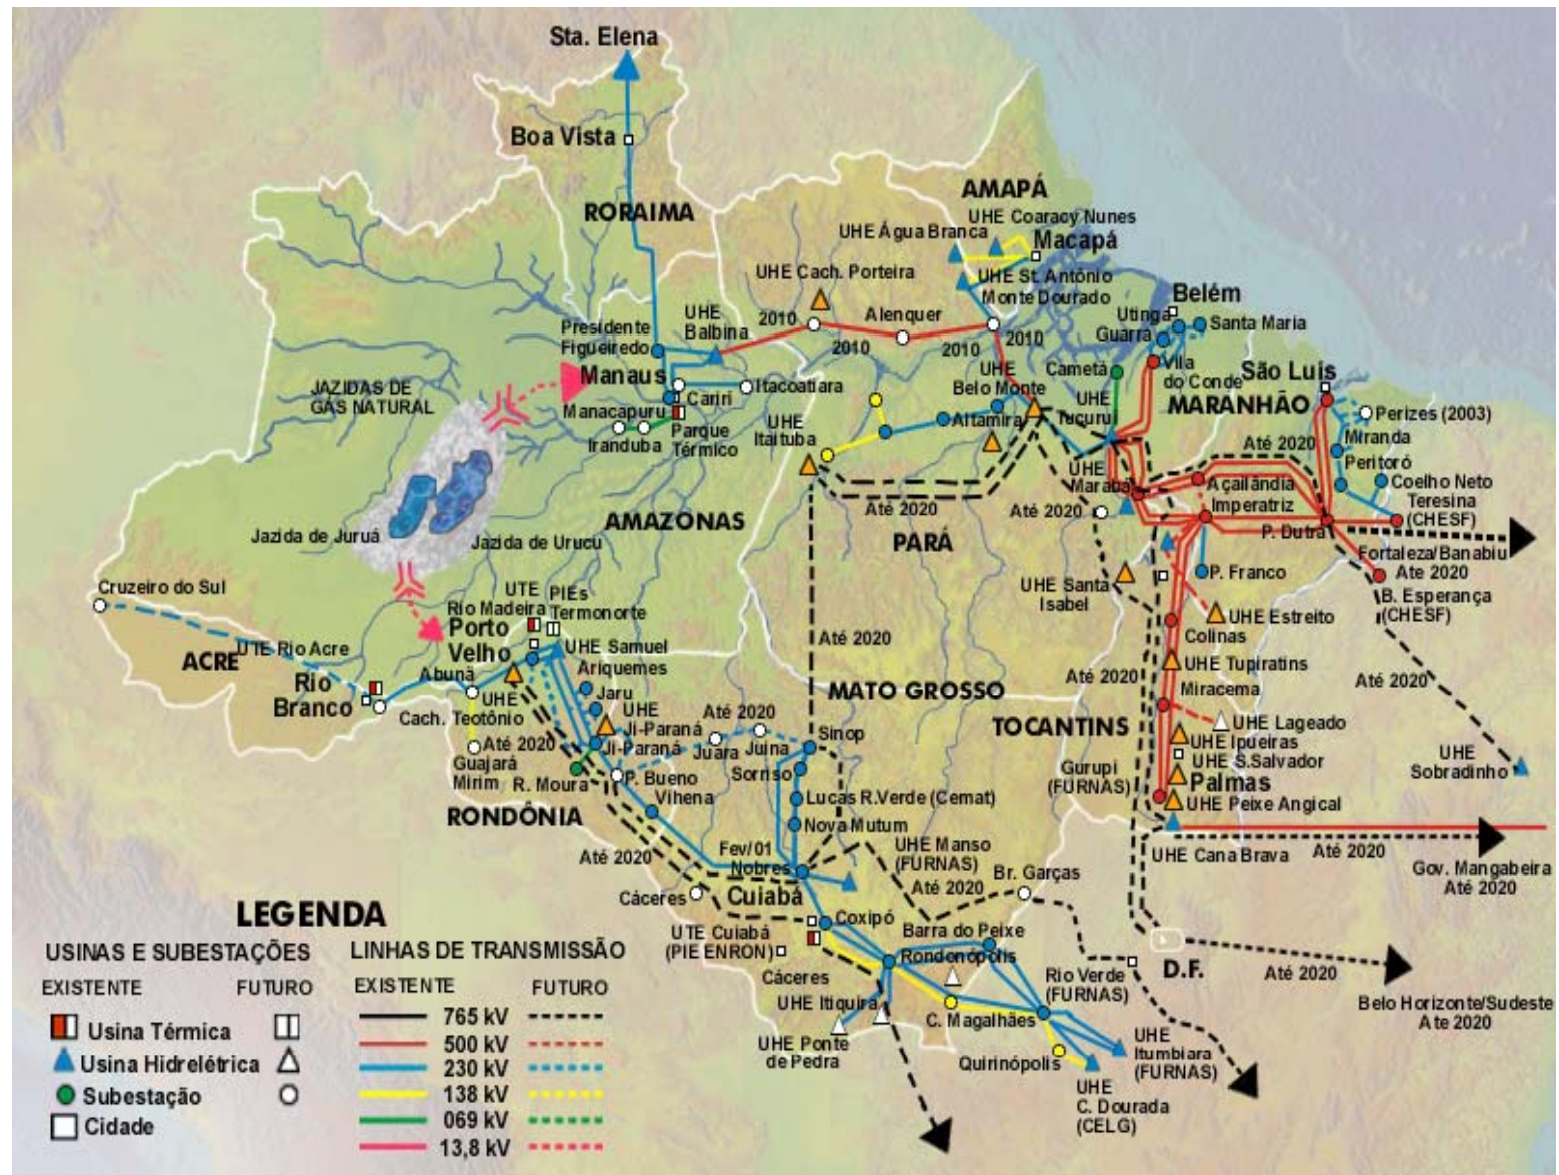 Sta. Elena
Boa Vista
RORAIMA
AMAPÁ
UHE Coaracy Nunes
UHE Água Branca
Macapá
UHE Cach. Porteira
UHE St. Antônio
Monte Dourado
Belém
Utinga
Guamá
Santa Maria
Presidente
Figueiredo
UHE
Balbina
2010
Alenquer
2010
2010
2010
JAZIDAS DE
GÁS NATURAL
Manaus
Itacoatiara
Cariri
Manacapuru
Iranduba
Parque
Térmico
UHE
Belo Monte
Altamira
UHE
Itaituba
Cametá
UHE
Tucuruí
Vila
do Conde
São Luis
MARANHÃO
Perizes (2003)
Até 2020
Miranda
Peritoró
Coelho Neto
Teresina
(CHESF)
UHE
Marabá
Açailândia
Imperatriz
P. Dutra
Até 2020
Até 2020
Fortaleza/Banabiu
Ate 2020
B. Esperança
(CHESF)
Jazida de Juruá
Jazida de Urucu
AMAZONAS
PARÁ
UHE Santa
Isabel
P. Franco
UHE Estreito
Colinas
Cruzeiro do Sul
UTE
Rio Madeira
PIEs
Termonorte
Porto
Velho
UHE Samuel
Ariquemes
ACRE
UTE Rio Acre
Abunã
Rio
Branco
UHE
Cach. Teotônio
Jaru
UHE
Ji-Paraná
Ji-Paraná
Até 2020
Guajará
Mirim
R. Moura
P. Bueno
Vihena
Até 2020
Juara
Juina
Até 2020
MATO GROSSO
Sinop
Sorriso
Lucas R.Verde (Cemat)
Nova Mutum
TOCANTINS
Até 2020
UHE Tupiratins
Miracema
UHE Lageado
UHE Ipueiras
UHE S.Salvador
Palmas
UHE Peixe Angical
Gurupi
(FURNAS)
Até 2020
UHE
Sobradinho
RONDÔNIA
Até 2020
Fev/01
Nobres
UHE Manso
(FURNAS)
Até 2020
Br. Garças
UHE Cana Brava
Até 2020
Gov. Mangabeira
Até 2020
Cáceres
Cuiabá
Coxipó
UTE Cuiabá
(PIE ENRON)
Cáceres
Barra do Peixe
Rondonópolis
Rio Verde
(FURNAS)
D.F.
Até 2020
Belo Horizonte/Sudeste
Ate 2020
UHE Itiquira
UHE Ponte
de Pedra
C. Magalhães
Quirinópolis
UHE
Itumbiara
(FURNAS)
UHE
C. Dourada
(CELG)
LEGENDA
USINAS E SUBESTAÇÕES
EXISTENTE
FUTURO
Usina Térmica
Usina Hidrelétrica
Subestação
Cidade
LINHAS DE TRANSMISSÃO
EXISTENTE
FUTURO
765 kV
500 kV
230 kV
138 kV
069 kV
13,8 kV